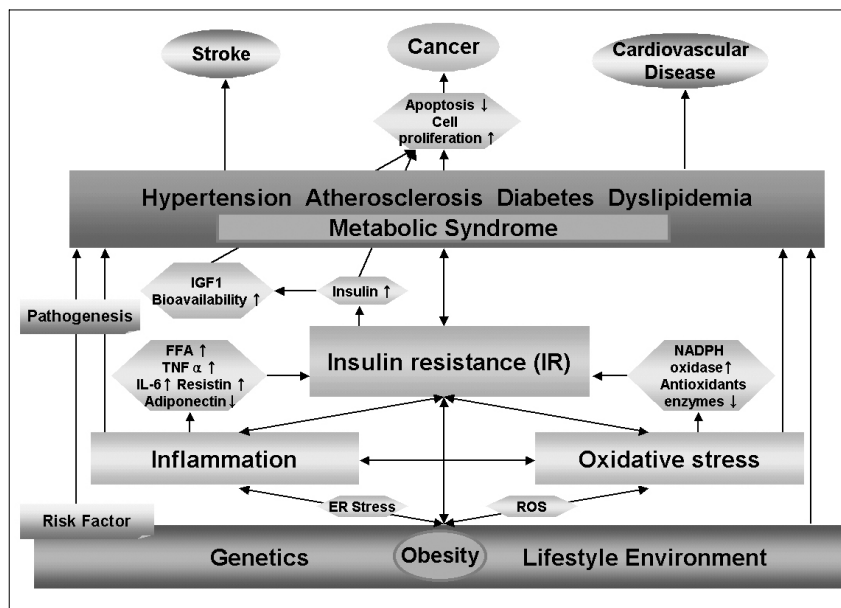 Stroke
Cancer
Cardiovascular
Disease
Apoptosis ↓
Cell
proliferation ↑
Hypertension Atherosclerosis Diabetes Dyslipidemia
Metabolic Syndrome
IGF1
Bioavailability ↑
Insulin ↑
Pathogenesis
FFA ↑
TNF α ↑
IL-6↑ Resistin ↑
Adiponectin↓
Insulin resistance (IR)
NADPH
oxidase↑
Antioxidants
enzymes ↓
Inflammation
Oxidative stress
ER Stress
ROS
Risk Factor
Genetics
Obesity
Lifestyle Environment